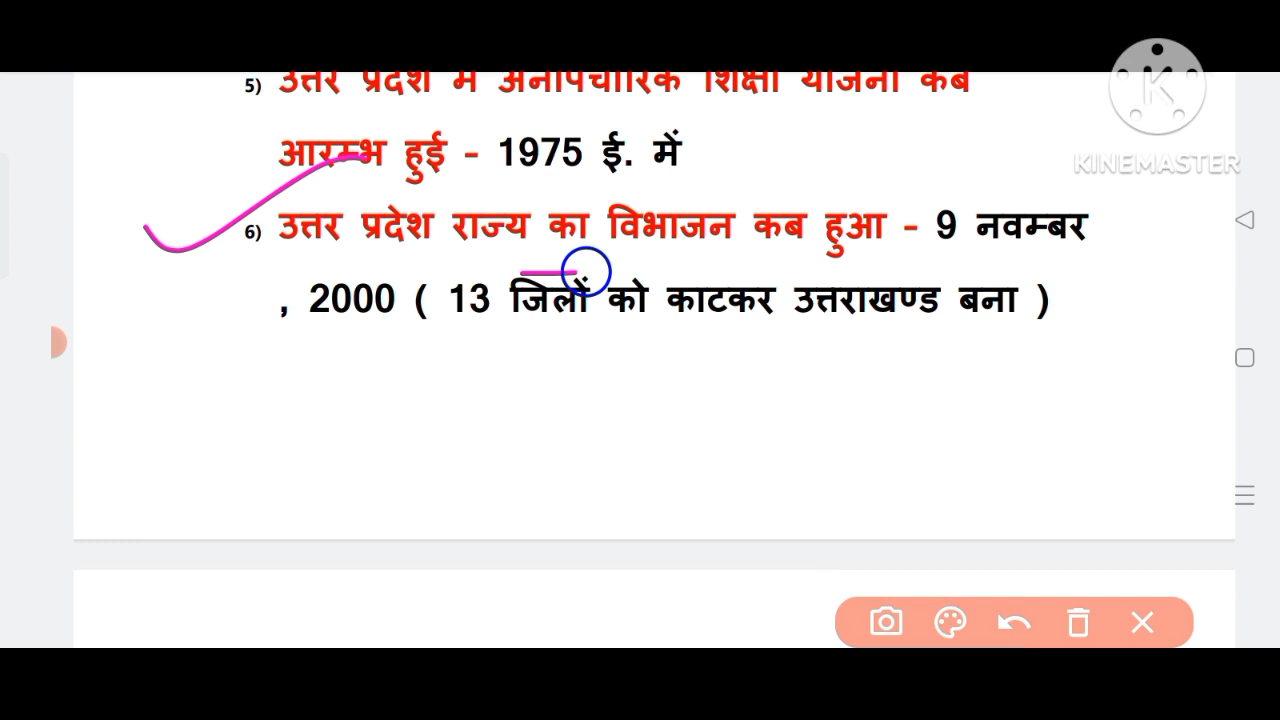 5) उत्तर प्रदेश में अनौपचारिक शिक्षा योजना कब
आरम्भ हुई - 1975 ई. में
KINEMASTER
6) उत्तर प्रदेश राज्य का विभाजन कब हुआ - 9 नवम्बर
, 2000 ( 13 जिलों को काटकर उत्तराखण्ड बना )